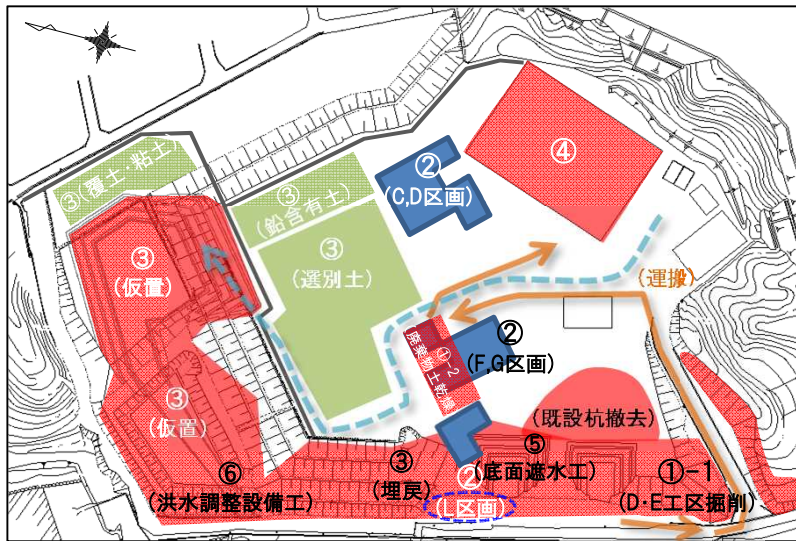 ④
③(覆土・粘土)
③
(鉛含有土)
②
(C,D区画)
③
(仮置)
③
(選別土)
(運搬)
①-2
(廃棄物土乾燥)
②
(F,G区画)
③
(仮置)
(既設杭撤去)
⑥
(洪水調整設備工)
③
(埋戻)
⑤
(底面遮水工)
①-1
(D・E工区掘削)
②
(L区画)